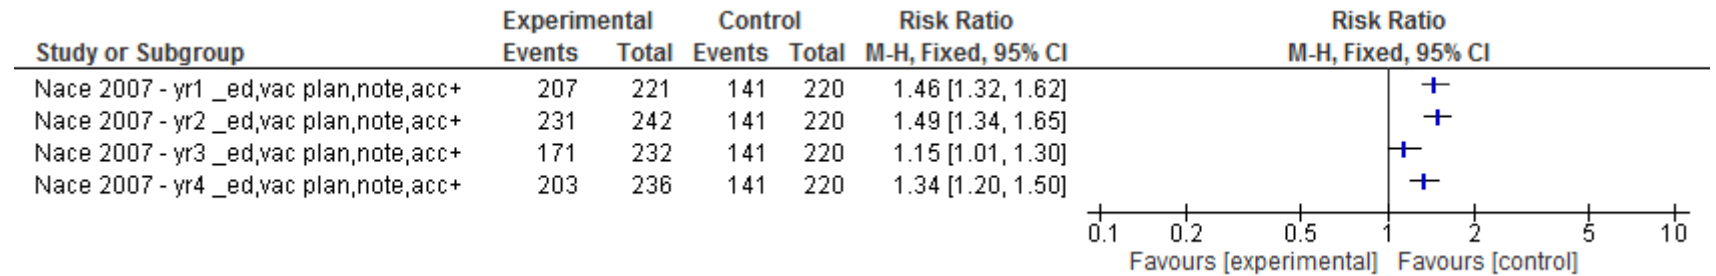 Experimental Control Risk Ratio Risk Ratio
Study or Subgroup Events Total Events Total M-H, Fixed, 95% CI M-H, Fixed, 95% CI
Nace 2007 - yr1 _ed,vac plan,note,acc+ 207 221 141 220 1.46 [1.32, 1.62]
Nace 2007 - yr2 _ed,vac plan,note,acc+ 231 242 141 220 1.49 [1.34, 1.65]
Nace 2007 - yr3 _ed,vac plan,note,acc+ 171 232 141 220 1.15 [1.01, 1.30]
Nace 2007 - yr4 _ed,vac plan,note,acc+ 203 236 141 220 1.34 [1.20, 1.50]
0.1 0.2 0.5 1 2 5 10
Favours [experimental] Favours [control]